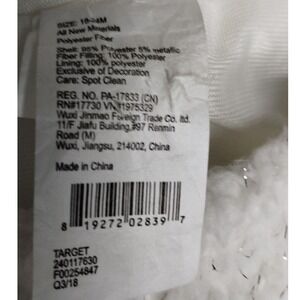 SIZE: 18-24M
All New Materials
Polyester Fiber
Shell: 95% Polyester 5% metallic
Fiber Filling: 100% Polyester
Lining: 100% polyester
Exclusive of Decoration
Care: Spot Clean
REG. NO. PA-17833 (CN)
RN#17730 VN#1975329
Wuxi Jinmao Foreign Trade Co. ltd.
11/F Jiafu Building,#97 Renmin
Road (M)
Wuxi, Jiangsu, 214002, China
Made in China
8 19272 02839 7
TARGET
240117630
F00254847
Q3/18